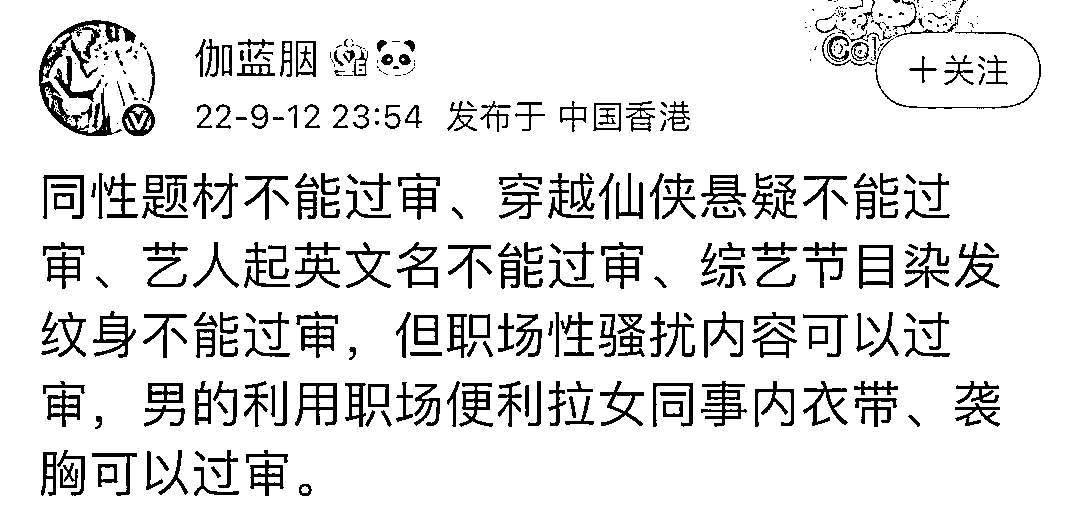 伽蓝胭
22-9-12 23:54 发布于 中国香港
+关注
同性题材不能过审、穿越仙侠悬疑不能过
审、艺人起英文名不能过审、综艺节目染发
纹身不能过审，但职场性骚扰内容可以过
审，男的利用职场便利拉女同事内衣带、袭
胸可以过审。